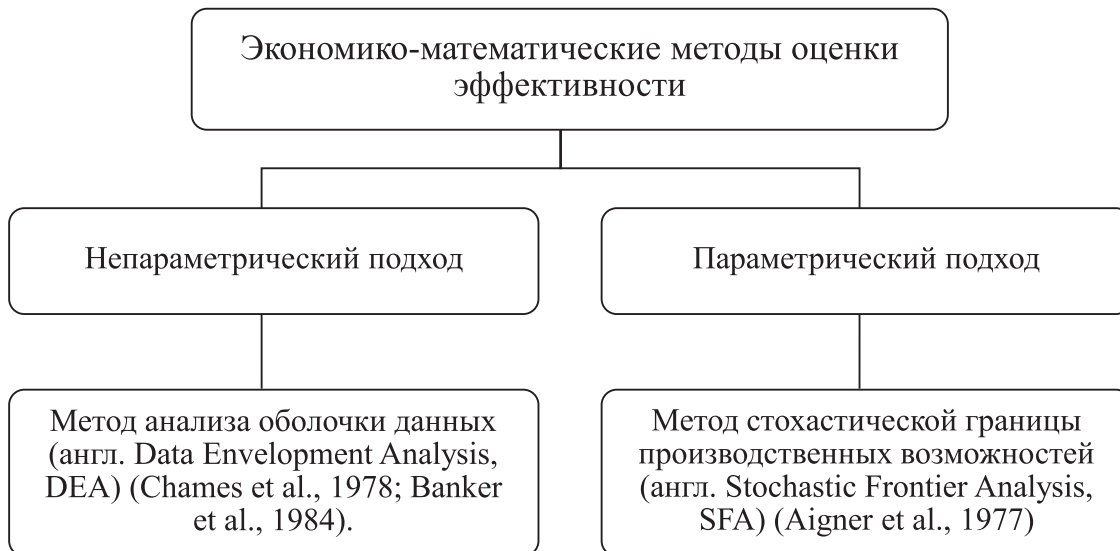 Экономико-математические методы оценки
эффективности
Непараметрический подход
Параметрический подход
Метод анализа оболочки данных
(англ. Data Envelopment Analysis,
DEA) (Chames et al., 1978; Banker
et al., 1984).
Метод стохастической границы
производственных возможностей
(англ. Stochastic Frontier Analysis,
SFA) (Aigner et al., 1977)